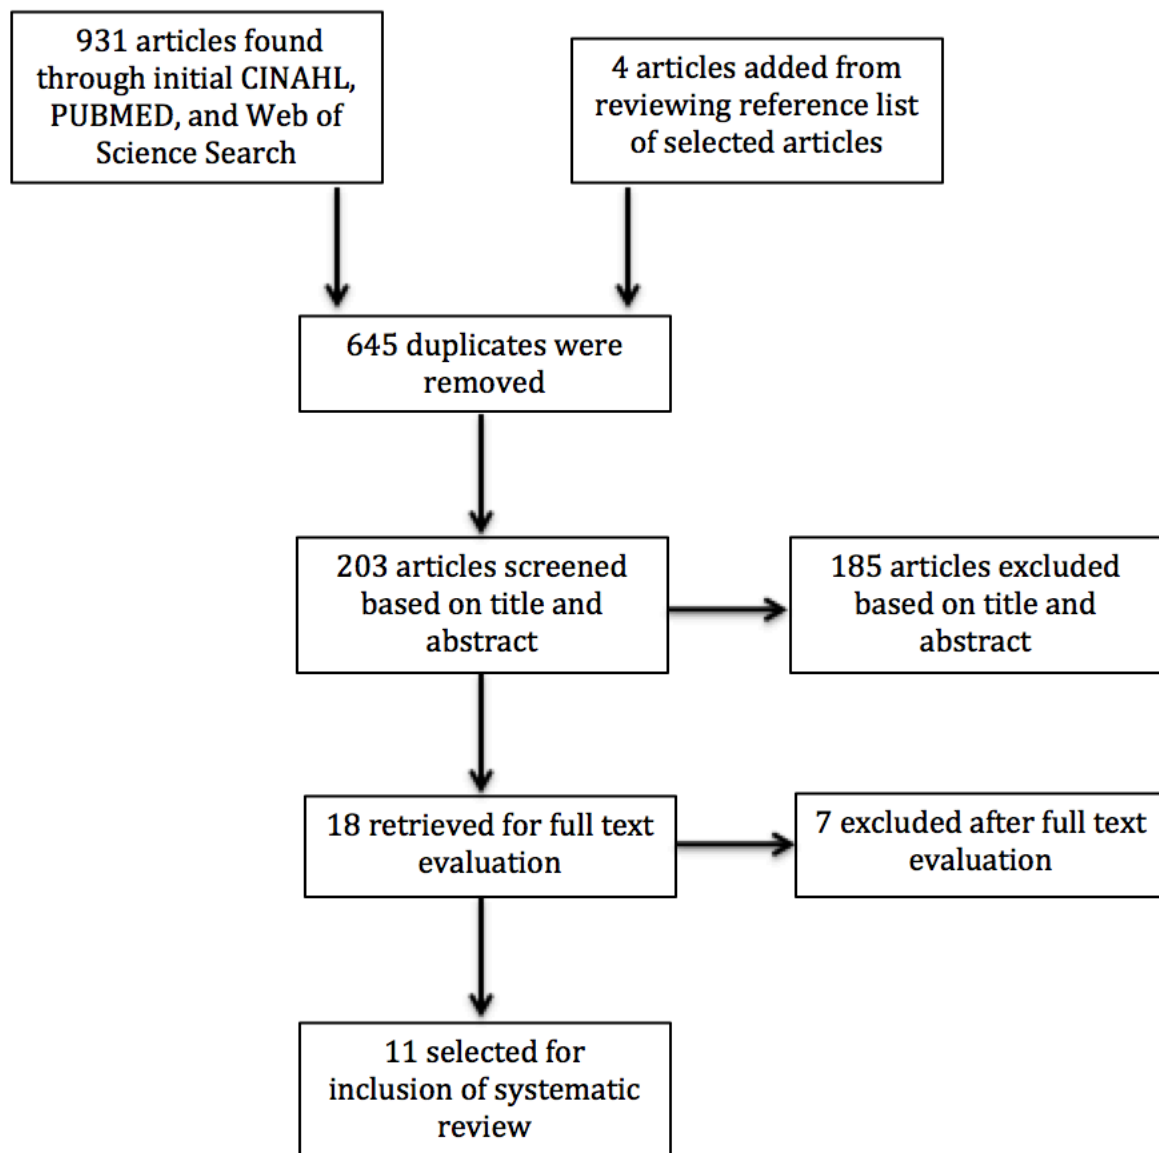 931 articles found
through initial CINAHL,
PUBMED, and Web of
Science Search
4 articles added from
reviewing reference list
of selected articles
645 duplicates were
removed
203 articles screened
based on title and
abstract
185 articles excluded
based on title and
abstract
18 retrieved for full text
evaluation
7 excluded after full text
evaluation
11 selected for
inclusion of systematic
review